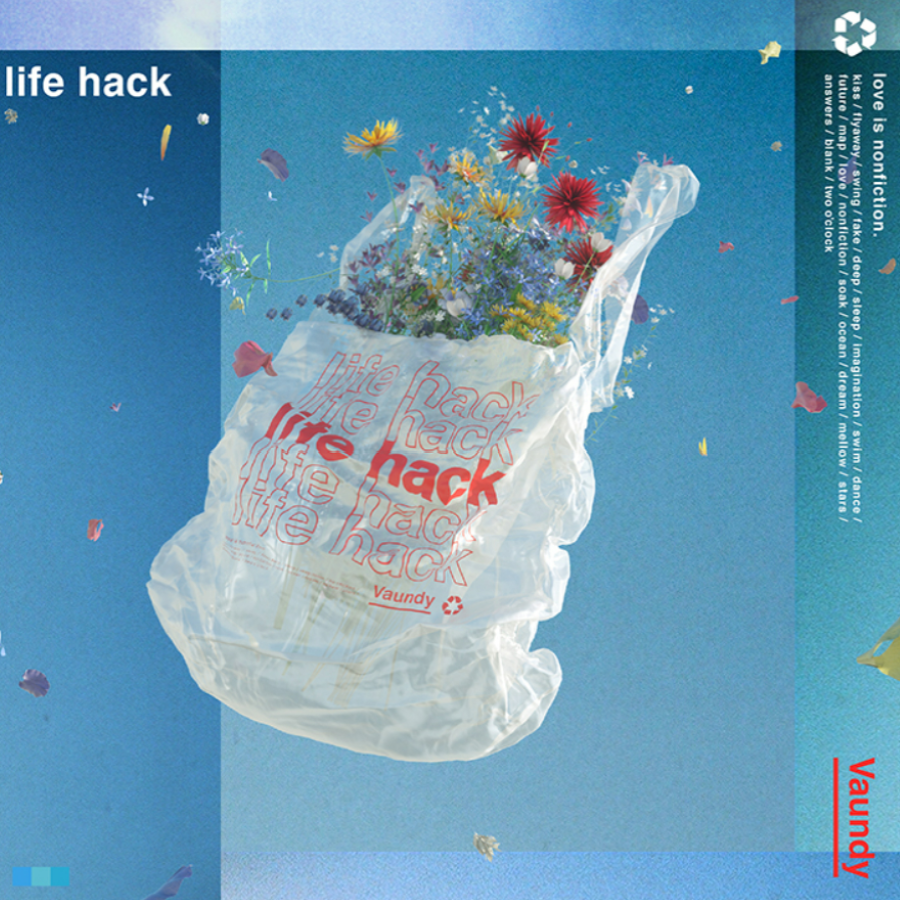 life hack
love is nonfiction.
kiss / flyaway / swing / fake / deep / sleep / imagination / swim / dance /
future / map / love / nonfiction / soak / ocean / dream / mellow / stars /
answers / blank / two o'clock
life hack
life hack
life hack
life hack
life hack
Vaundy
Vaundy